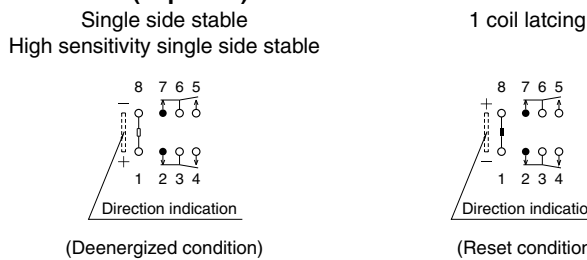 Single side stable
High sensitivity single side stable
8 7 6 5
−
+
1 2 3 4
Direction indication
(Deenergized condition)
1 coil latcing
8 7 6 5
+
−
1 2 3 4
Direction indicatio
(Reset condition